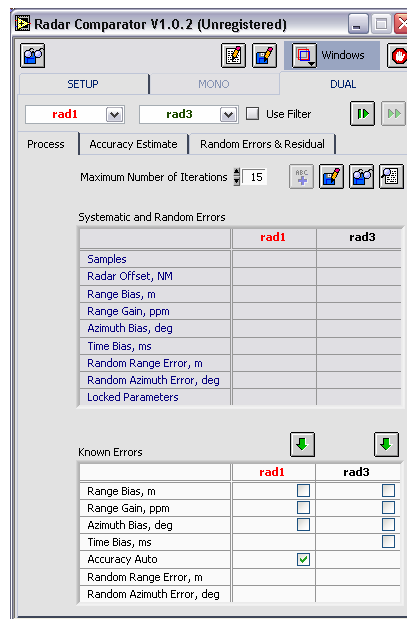 Radar Comparator V1.0.2 (Unregistered)
Windows
SETUP MONO DUAL
rad1 rad3 Use Filter
Process Accuracy Estimate Random Errors & Residual
Maximum Number of Iterations 15 ABC
Systematic and Random Errors
rad1 rad3
Samples
Radar Offset, NM
Range Bias, m
Range Gain, ppm
Azimuth Bias, deg
Time Bias, ms
Random Range Error, m
Random Azimuth Error, deg
Locked Parameters
Known Errors
rad1 rad3
Range Bias, m
Range Gain, ppm
Azimuth Bias, deg
Time Bias, ms
Accuracy Auto
Random Range Error, m
Random Azimuth Error, deg